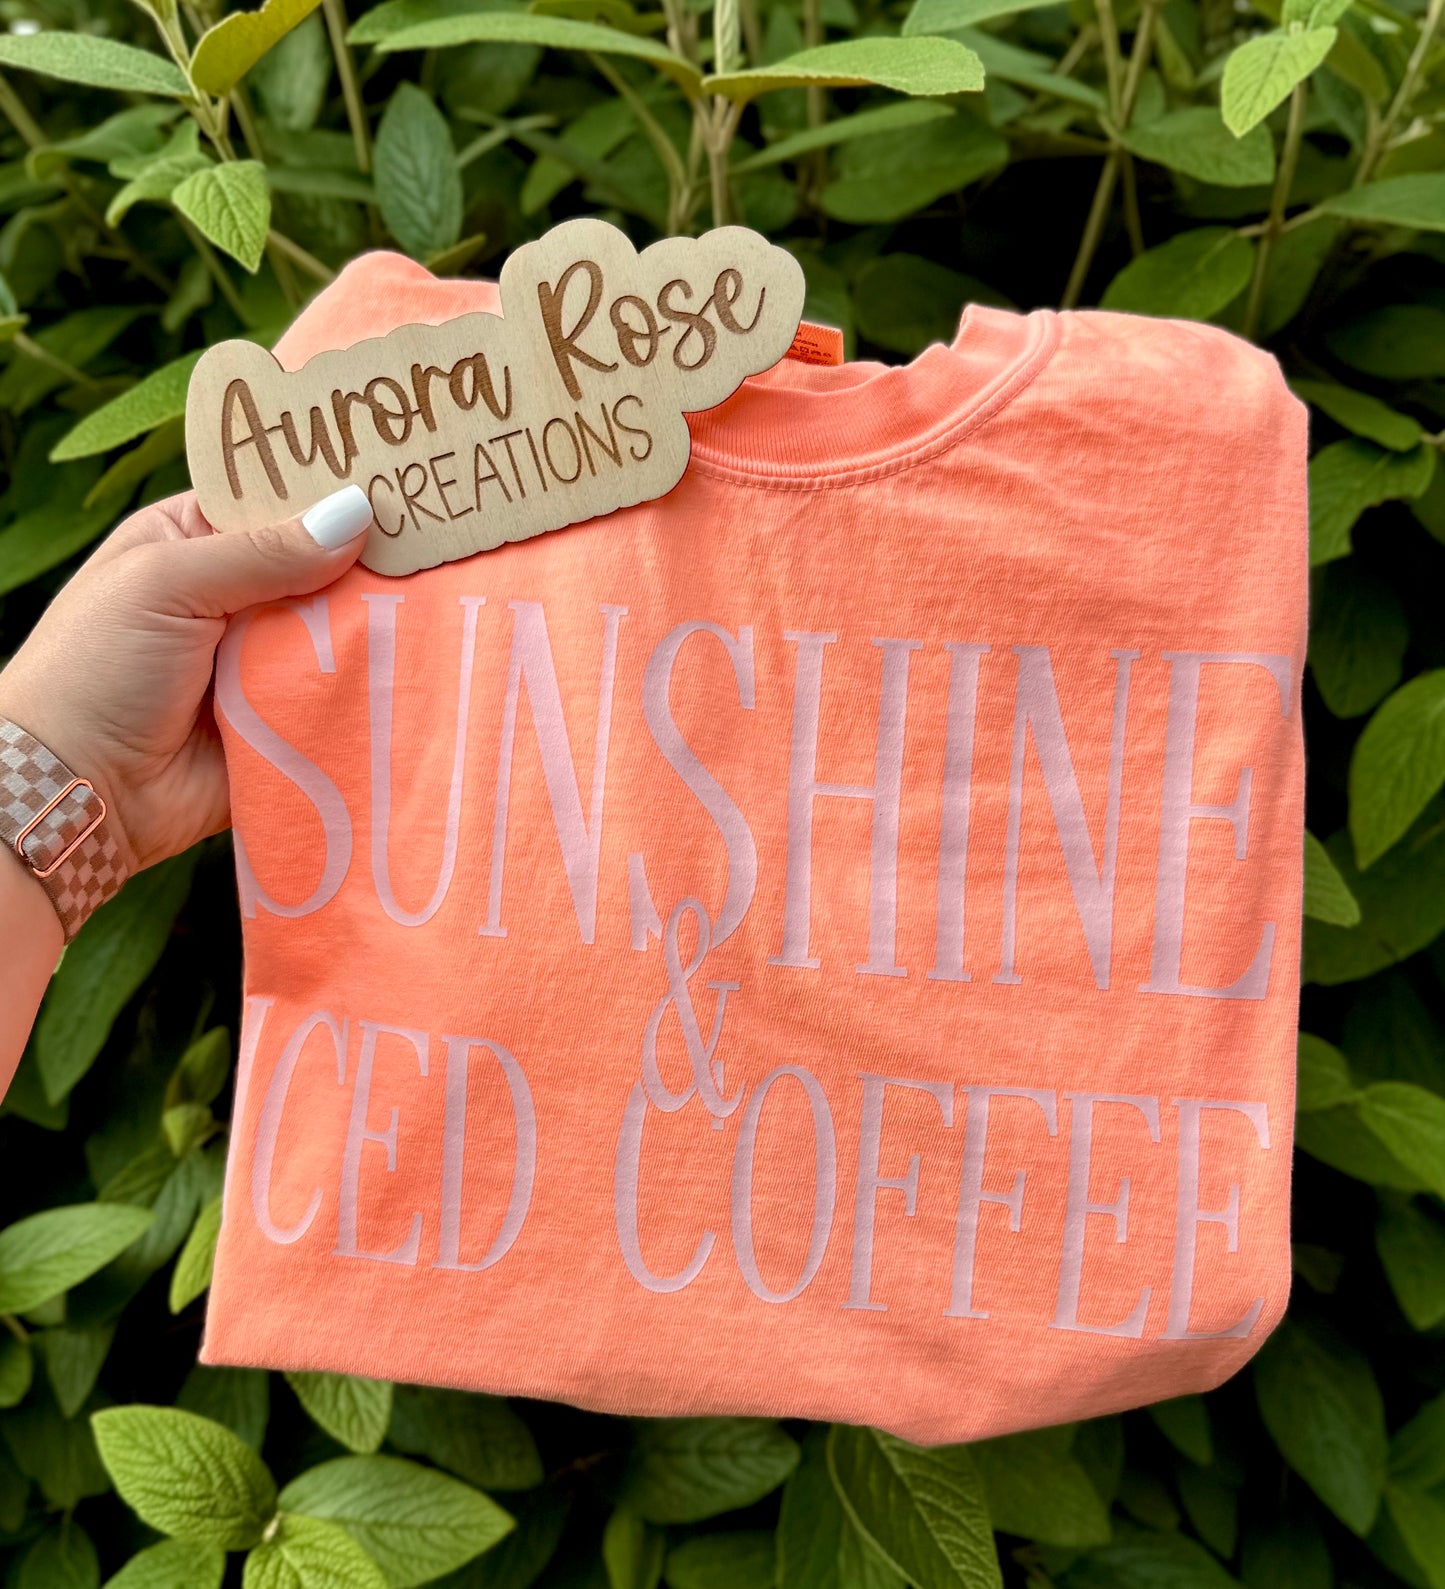 Aurora Rose
CREATIONS
SUNSHINE
&
ICED COFFEE